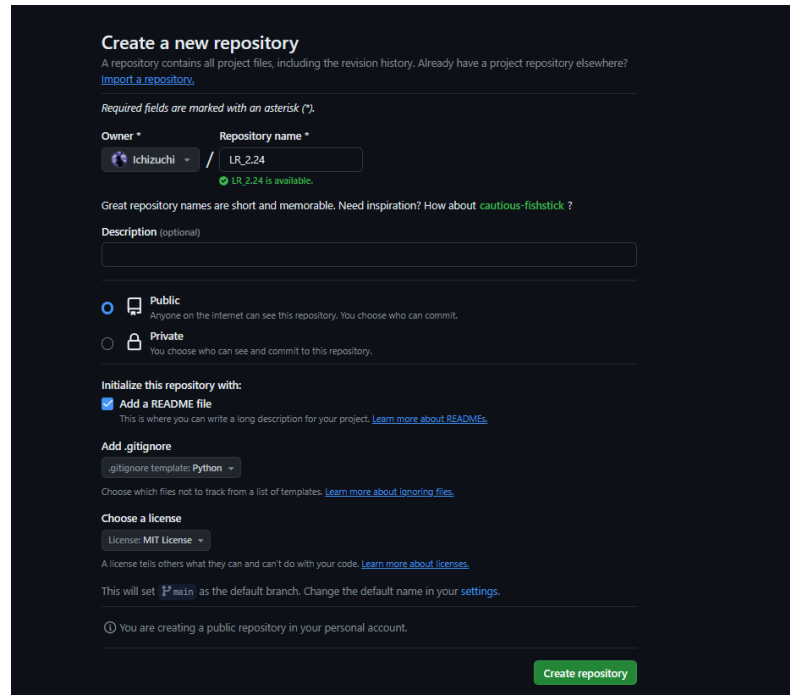 Create a new repository
A repository contains all project files, including the revision history. Already have a project repository elsewhere?
Import a repository.
Required fields are marked with an asterisk (*).
Owner * Repository name *
Ichizuchi / LR_2.24
LR_2.24 is available.
Great repository names are short and memorable. Need inspiration? How about cautious-fishstick ?
Description (optional)
Public
Anyone on the internet can see this repository. You choose who can commit.
Private
You choose who can see and commit to this repository.
Initialize this repository with:
Add a README file
This is where you can write a long description for your project. Learn more about READMEs.
Add .gitignore
.gitignore template: Python
Choose which files not to track from a list of templates. Learn more about ignoring files.
Choose a license
License: MIT License
A license tells others what they can and can't do with your code. Learn more about licenses.
This will set main as the default branch. Change the default name in your settings.
You are creating a public repository in your personal account.
Create repository